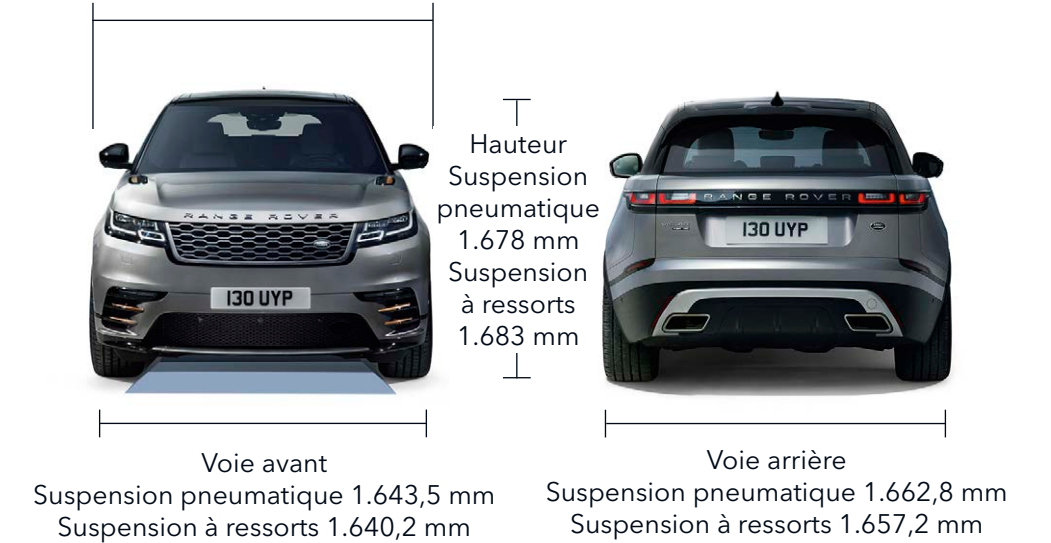 Hauteur
Suspension
pneumatique
1.678 mm
Suspension
à ressorts
1.683 mm
RANGE ROVER
130 UYP
RANGE ROVER
130 UYP
Voie avant
Suspension pneumatique 1.643,5 mm
Suspension à ressorts 1.640,2 mm
Voie arrière
Suspension pneumatique 1.662,8 mm
Suspension à ressorts 1.657,2 mm